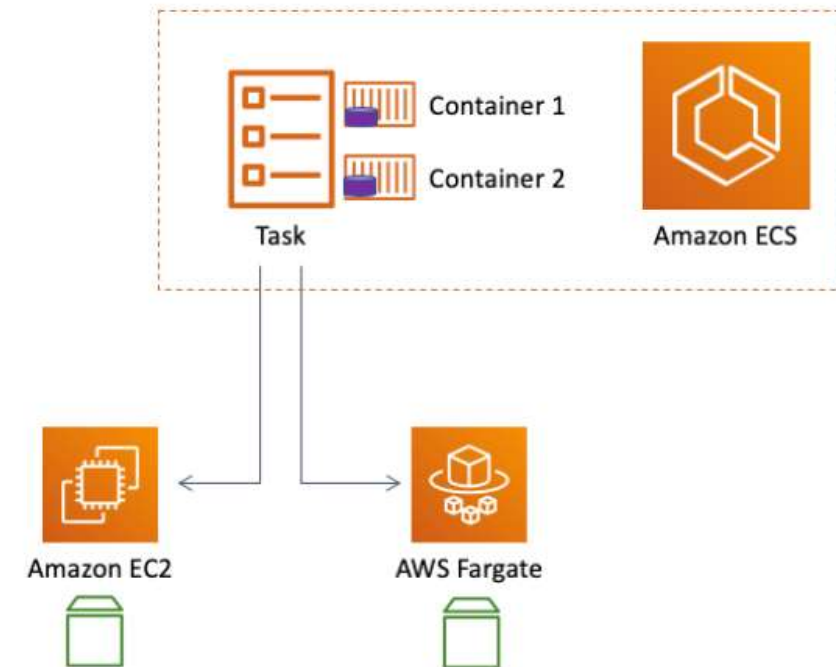 Container 1
Container 2
Task
Amazon ECS
Amazon EC2
AWS Fargate